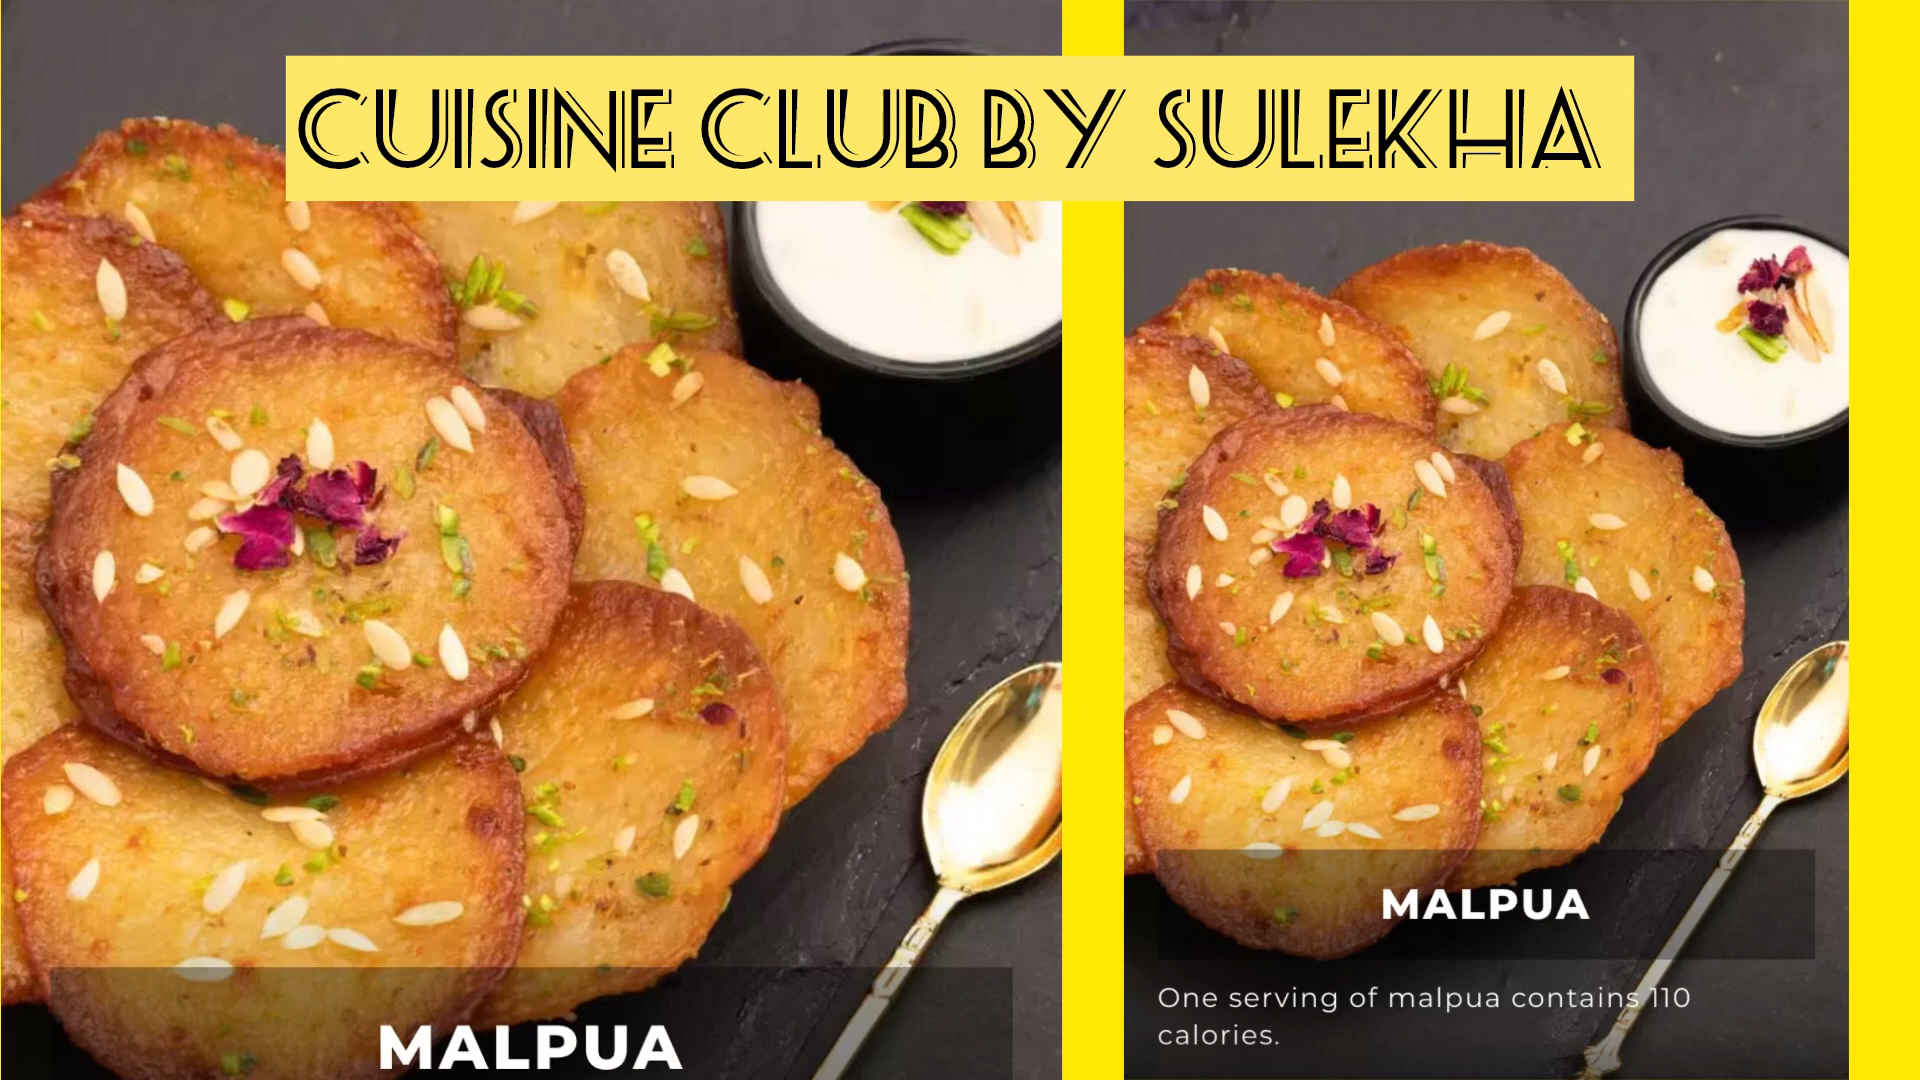 CUISINE CLUB BY SULEKHA
MALPUA
MALPUA
One serving of malpua contains 110
calories.